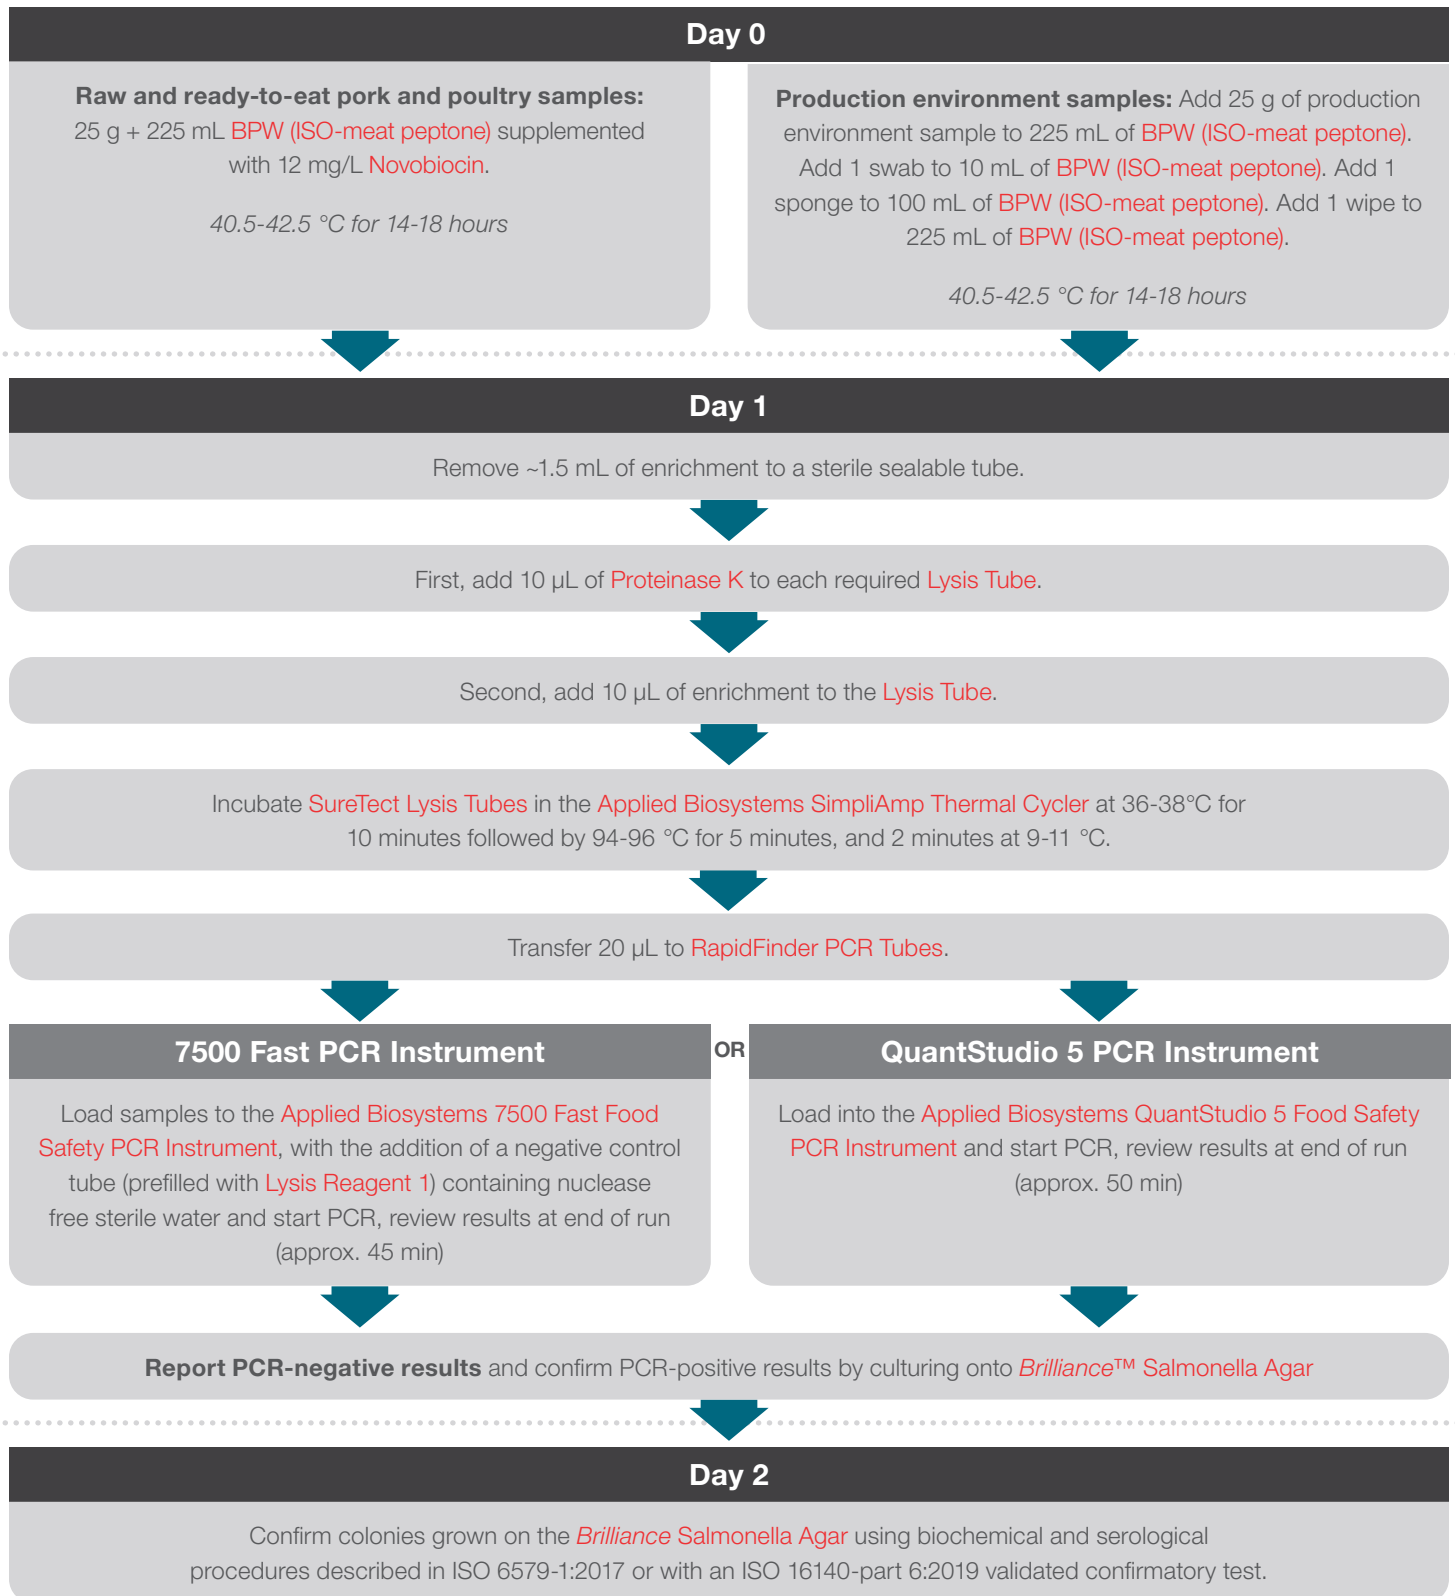 Day 0
Raw and ready-to-eat pork and poultry samples:
25 g + 225 mL BPW (ISO-meat peptone) supplemented
with 12 mg/L Novobiocin.
40.5-42.5 °C for 14-18 hours
Production environment samples: Add 25 g of production
environment sample to 225 mL of BPW (ISO-meat peptone).
Add 1 swab to 10 mL of BPW (ISO-meat peptone). Add 1
sponge to 100 mL of BPW (ISO-meat peptone). Add 1 wipe to
225 mL of BPW (ISO-meat peptone).
40.5-42.5 °C for 14-18 hours
Day 1
Remove ~1.5 mL of enrichment to a sterile sealable tube.
First, add 10 µL of Proteinase K to each required Lysis Tube.
Second, add 10 µL of enrichment to the Lysis Tube.
Incubate SureTect Lysis Tubes in the Applied Biosystems SimpliAmp Thermal Cycler at 36-38°C for
10 minutes followed by 94-96 °C for 5 minutes, and 2 minutes at 9-11 °C.
Transfer 20 µL to RapidFinder PCR Tubes.
7500 Fast PCR Instrument
Load samples to the Applied Biosystems 7500 Fast Food
Safety PCR Instrument, with the addition of a negative control
tube (prefilled with Lysis Reagent 1) containing nuclease
free sterile water and start PCR, review results at end of run
(approx. 45 min)
OR
QuantStudio 5 PCR Instrument
Load into the Applied Biosystems QuantStudio 5 Food Safety
PCR Instrument and start PCR, review results at end of run
(approx. 50 min)
Report PCR-negative results and confirm PCR-positive results by culturing onto Brilliance™ Salmonella Agar
Day 2
Confirm colonies grown on the Brilliance Salmonella Agar using biochemical and serological
procedures described in ISO 6579-1:2017 or with an ISO 16140-part 6:2019 validated confirmatory test.